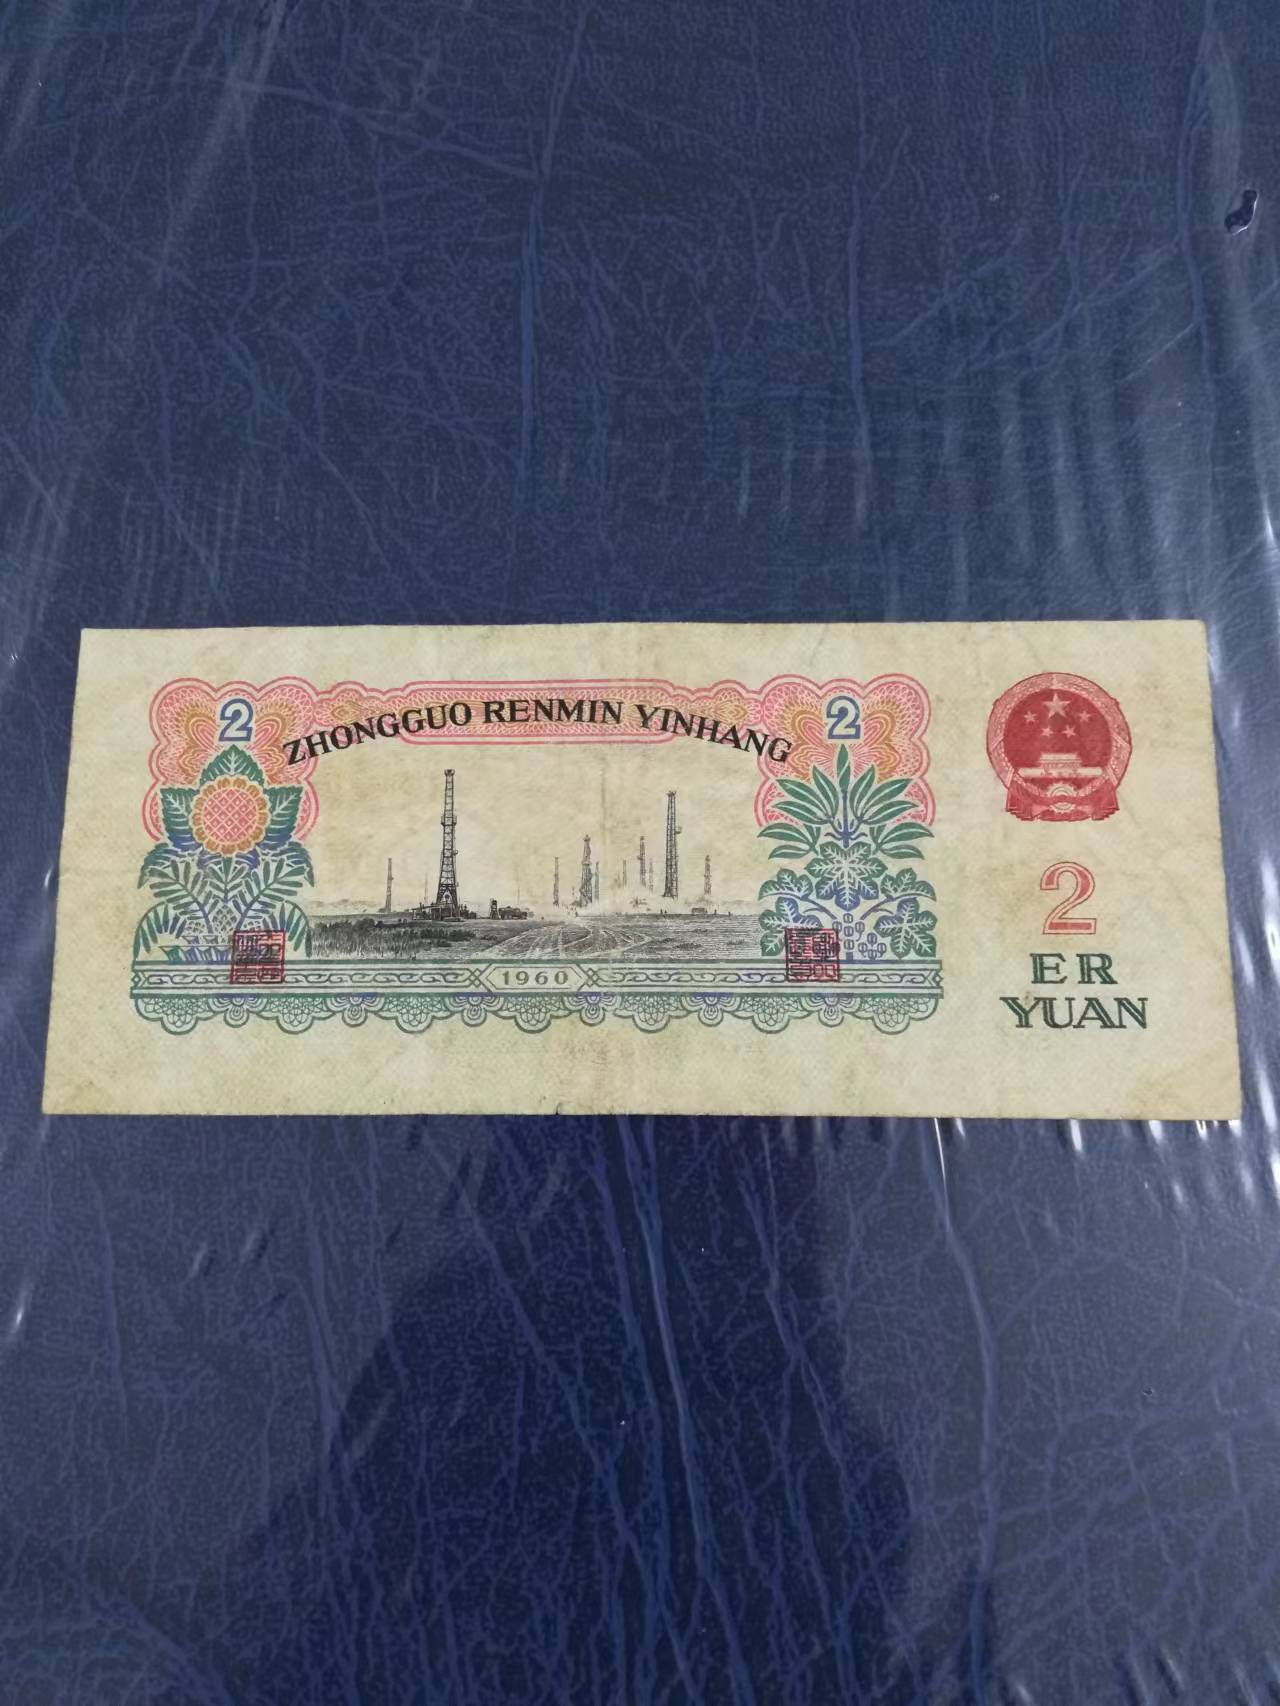 2
ZHONGGUO RENMIN YINHANG
2
2
ER
YUAN
1960